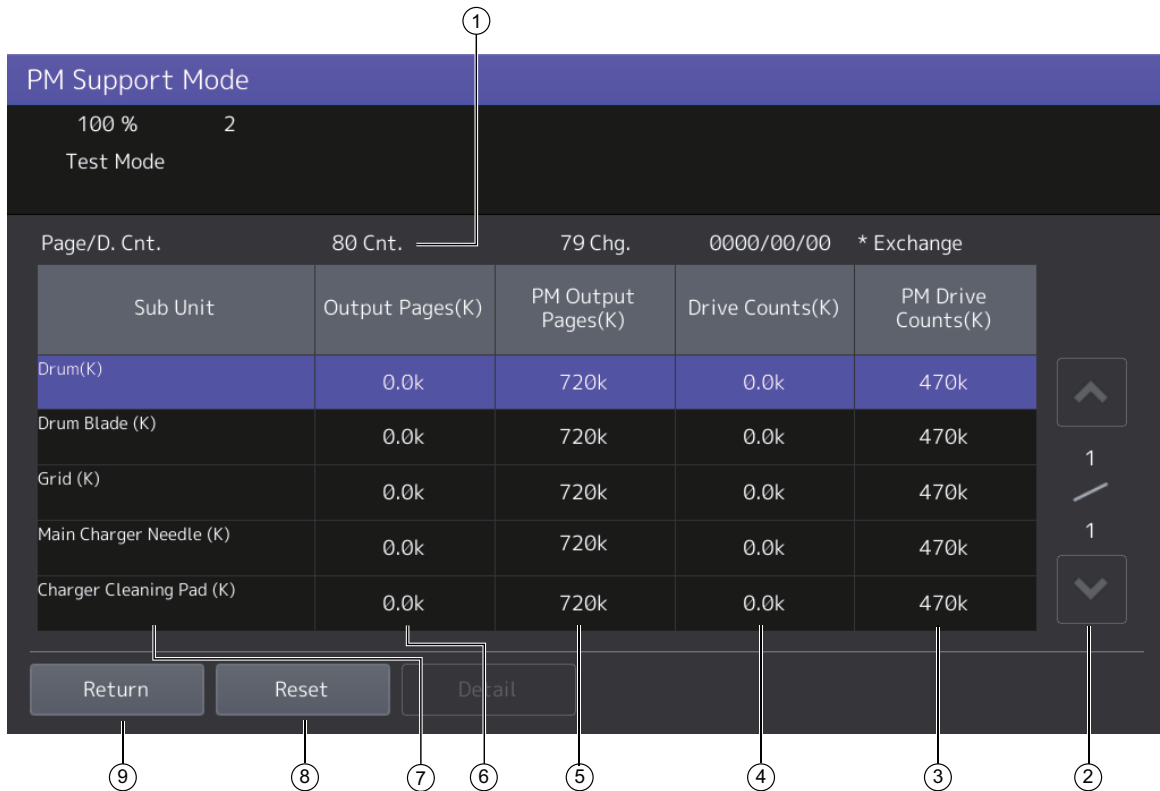 1
PM Support Mode
100 % 2
Test Mode
Page/D. Cnt. 80 Cnt. 79 Chg. 0000/00/00 * Exchange
Sub Unit Output Pages(K) PM Output Pages(K) Drive Counts(K) PM Drive Counts(K)
Drum(K) 0.0k 720k 0.0k 470k
Drum Blade (K) 0.0k 720k 0.0k 470k
Grid (K) 0.0k 720k 0.0k 470k
Main Charger Needle (K) 0.0k 720k 0.0k 470k
Charger Cleaning Pad (K) 0.0k 720k 0.0k 470k
1
/
1
Return Reset Detail
9 8 7 6 5 4 3 2